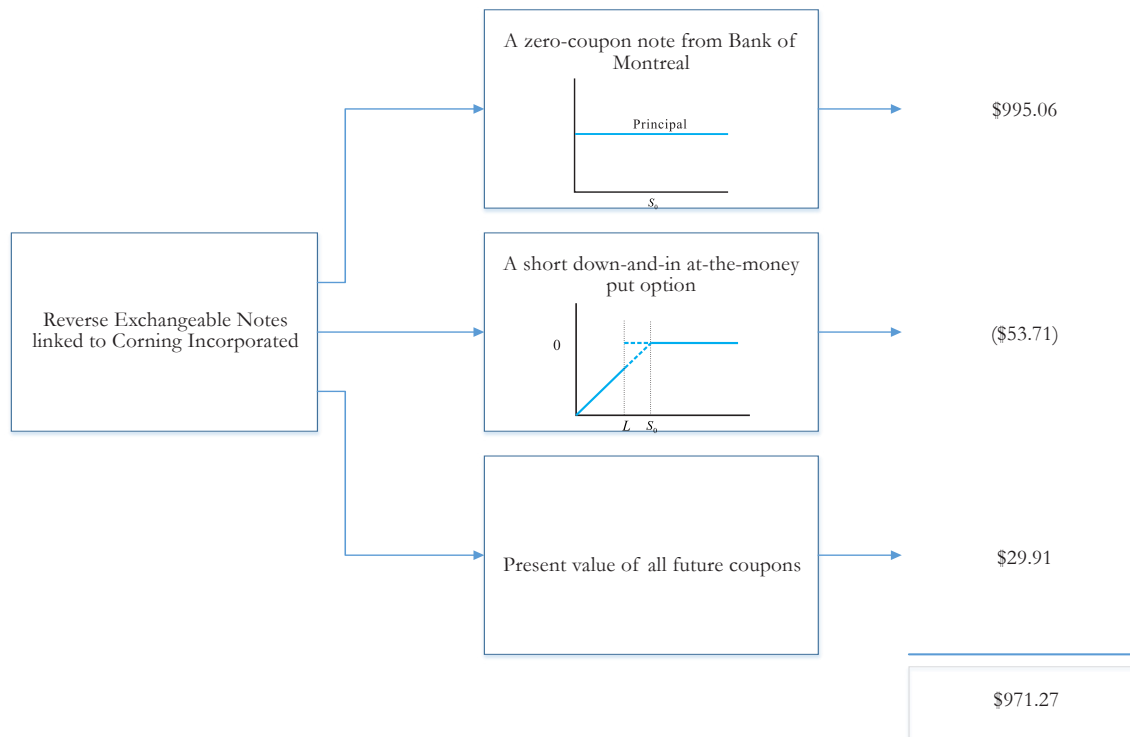 A zero-coupon note from Bank of
Montreal
Principal
S₀
$995.06
Reverse Exchangeable Notes
linked to Corning Incorporated
A short down-and-in at-the-money
put option
0
L S₀
($53.71)
Present value of all future coupons
$29.91
$971.27